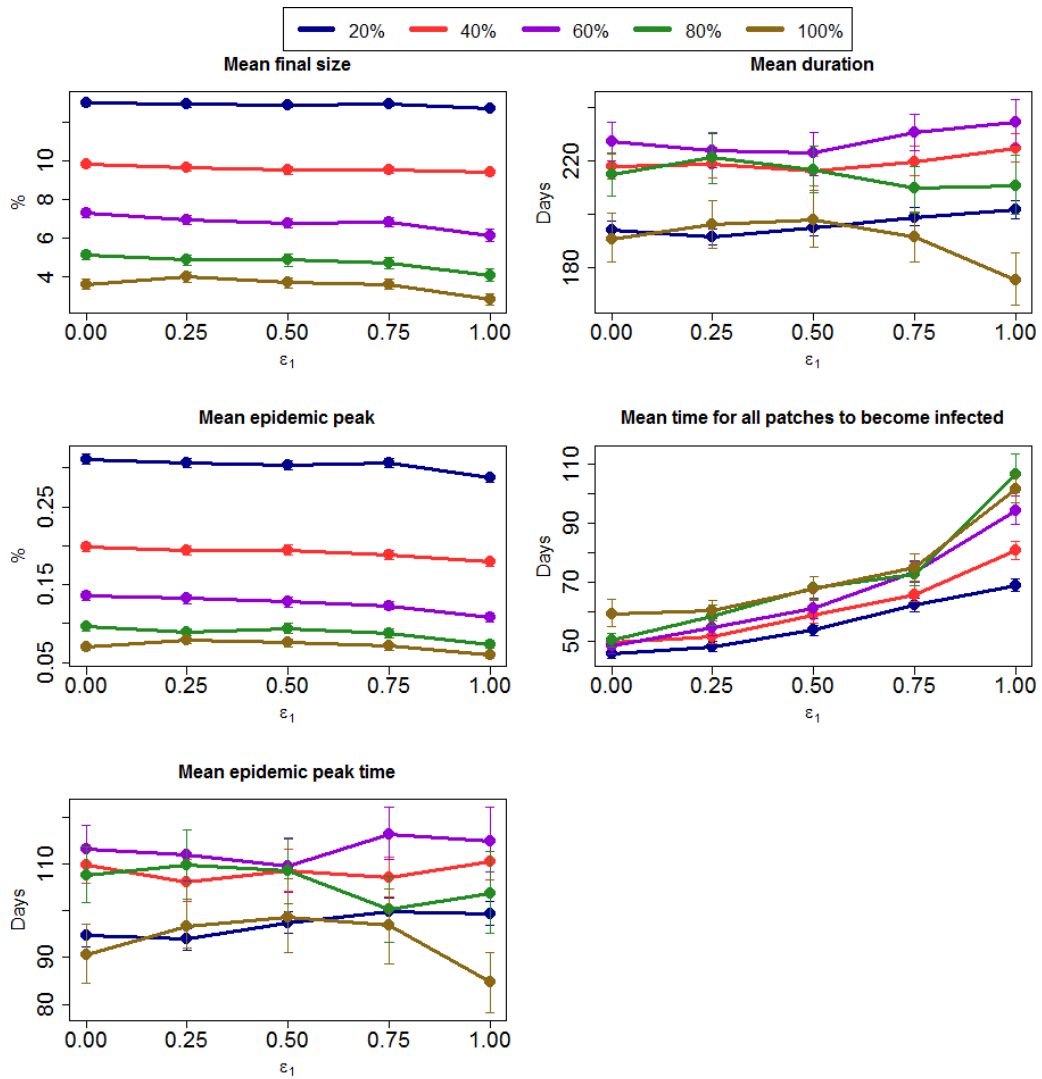 20% 40% 60% 80% 100%
Mean final size
Mean duration
%
10
8
6
4
0.00 0.25 0.50 0.75 1.00
ε1
Days
220
180
0.00 0.25 0.50 0.75 1.00
ε1
Mean epidemic peak
Mean time for all patches to become infected
%
0.25
0.15
0.05
0.00 0.25 0.50 0.75 1.00
ε1
Days
110
90
70
50
0.00 0.25 0.50 0.75 1.00
ε1
Mean epidemic peak time
Days
110
90
80
0.00 0.25 0.50 0.75 1.00
ε1